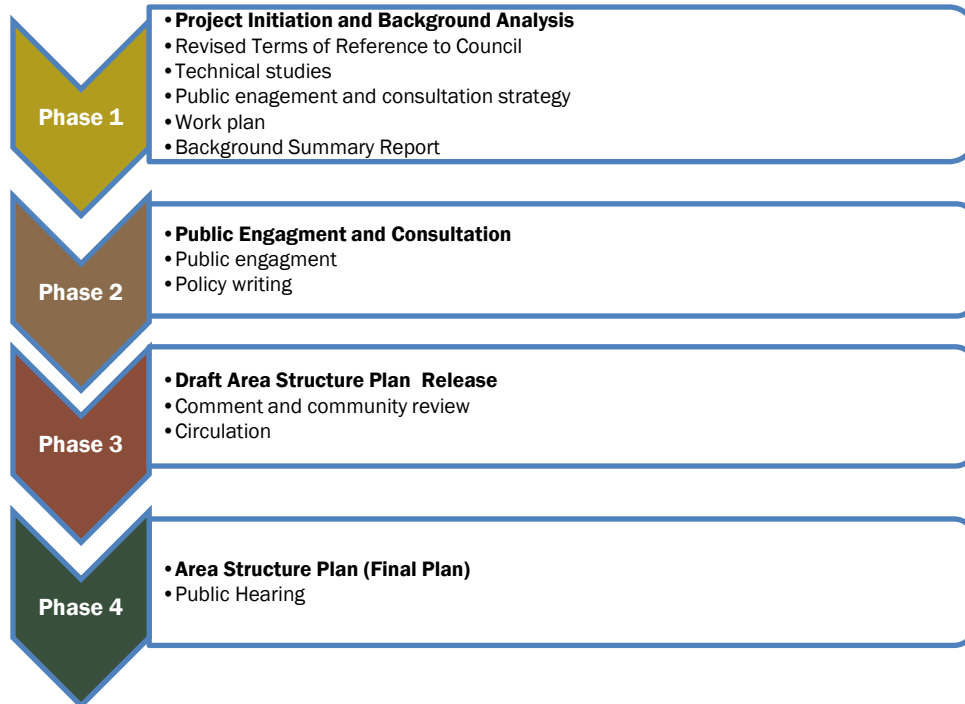 Phase 1
•Project Initiation and Background Analysis
•Revised Terms of Reference to Council
•Technical studies
•Public enagement and consultation strategy
•Work plan
•Background Summary Report
Phase 2
•Public Engagment and Consultation
•Public engagment
•Policy writing
Phase 3
•Draft Area Structure Plan Release
•Comment and community review
•Circulation
Phase 4
•Area Structure Plan (Final Plan)
•Public Hearing